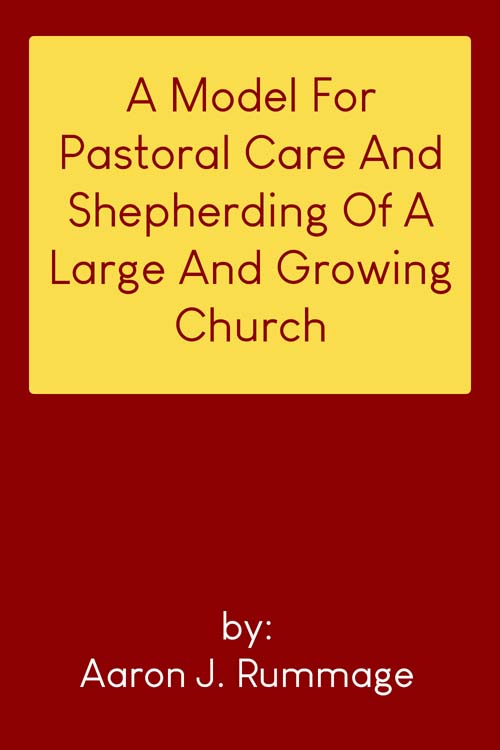 A Model For
Pastoral Care And
Shepherding Of A
Large And Growing
Church
by:
Aaron J. Rummage